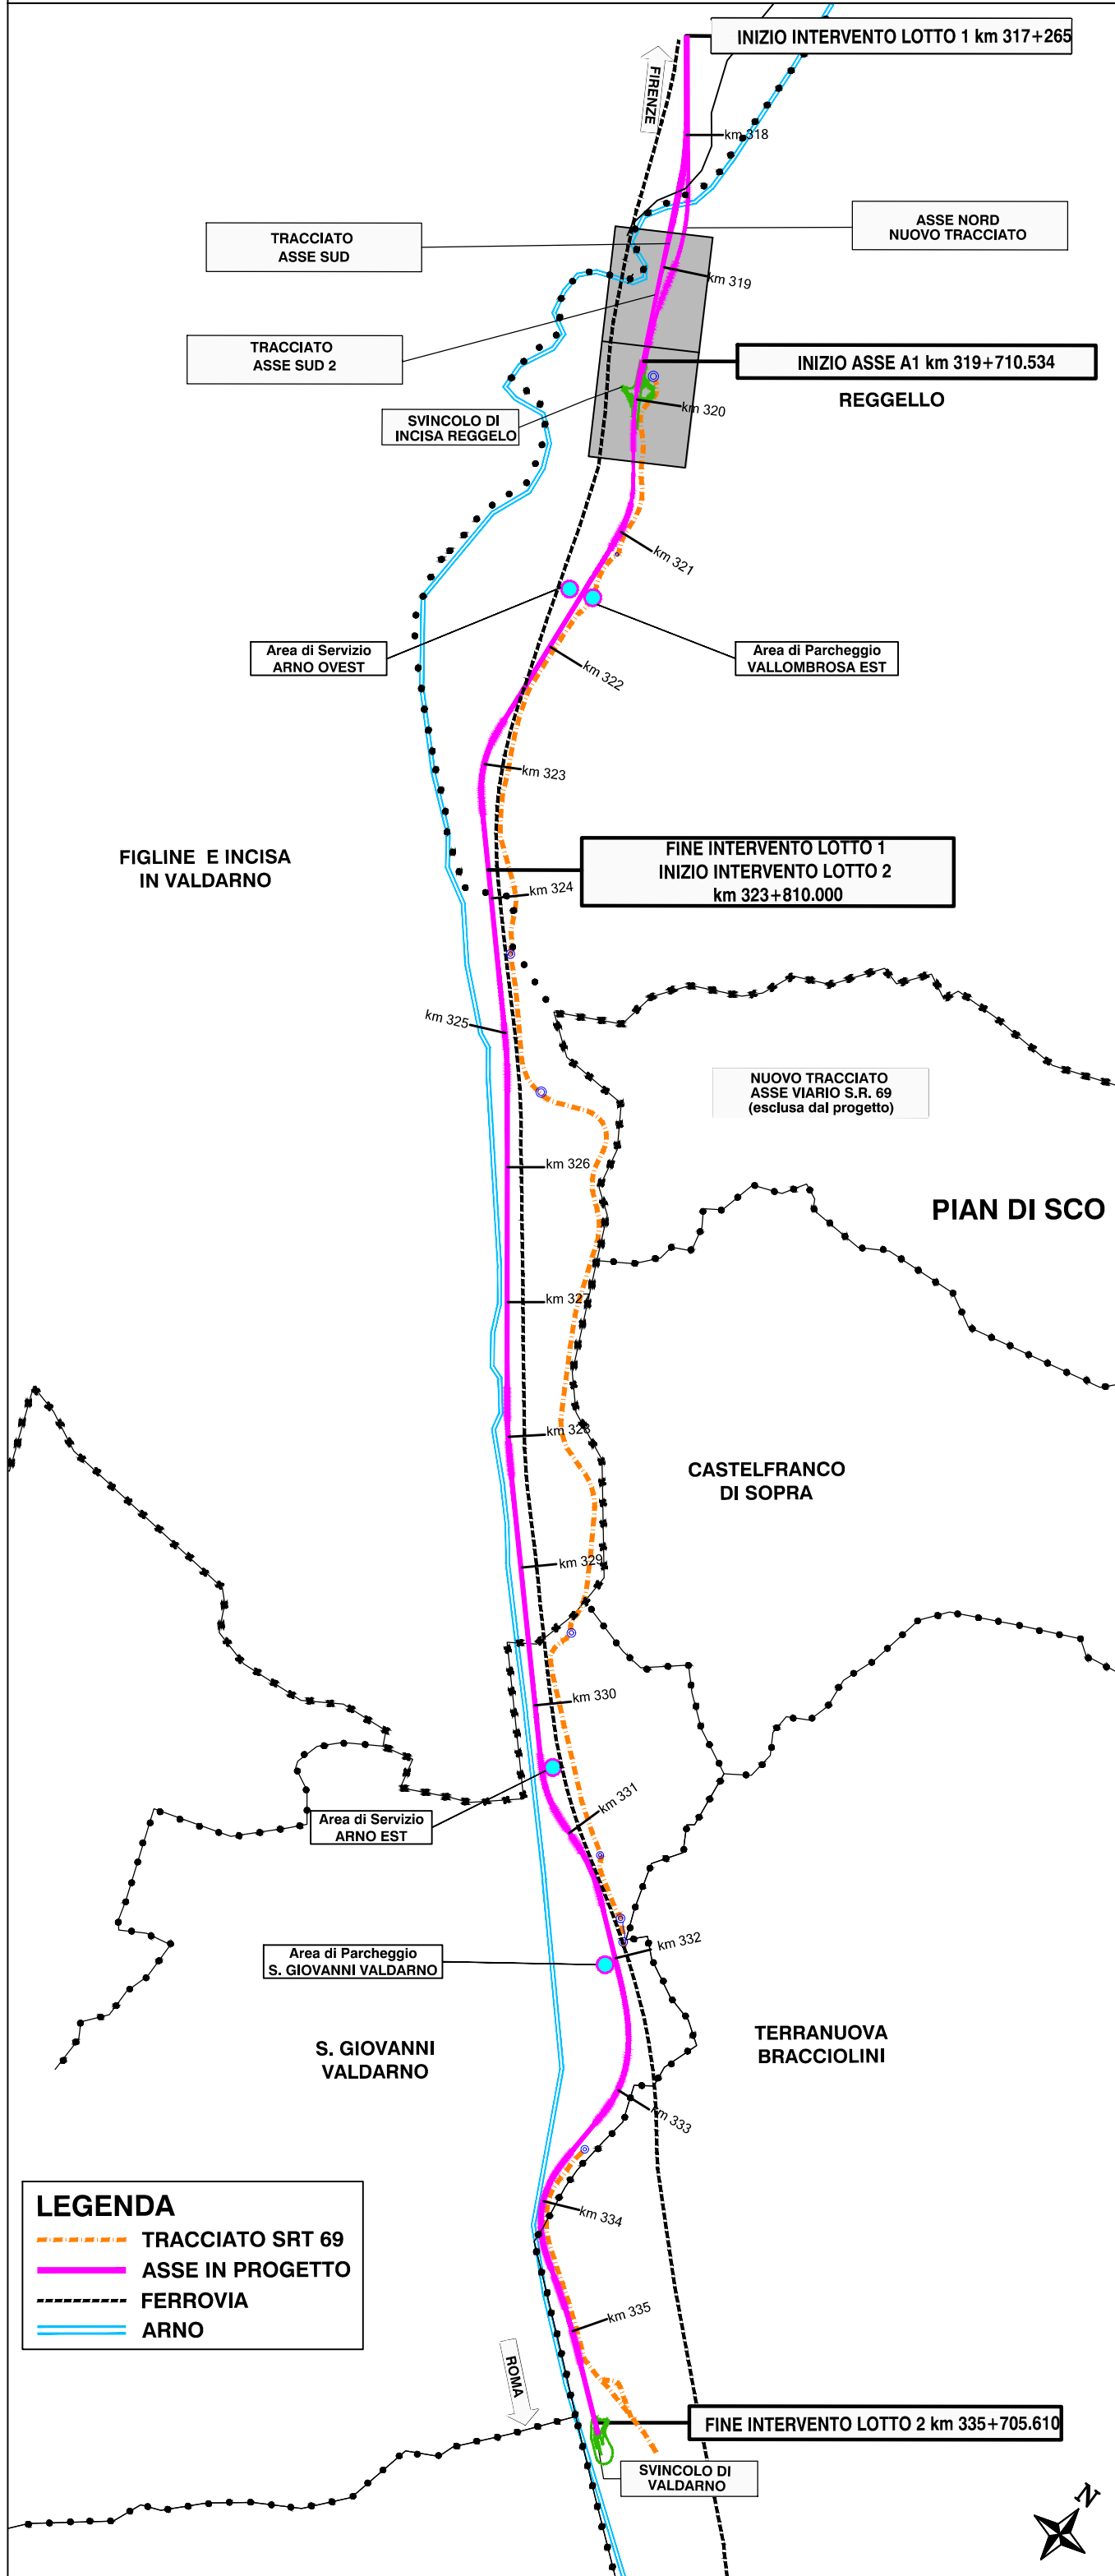 INIZIO INTERVENTO LOTTO 1 km 317+265
FIRENZE
km 318
TRACCIATO
ASSE SUD
ASSE NORD
NUOVO TRACCIATO
km 319
TRACCIATO
ASSE SUD 2
INIZIO ASSE A1 km 319+710.534
REGGELLO
km 320
SVINCOLO DI
INCISA REGGELO
km 321
Area di Servizio
ARNO OVEST
Area di Parcheggio
VALLOMBROSA EST
km 322
km 323
FIGLINE E INCISA
IN VALDARNO
FINE INTERVENTO LOTTO 1
INIZIO INTERVENTO LOTTO 2
km 323+810.000
km 324
km 325
NUOVO TRACCIATO
ASSE VIARIO S.R. 69
(esclusa dal progetto)
km 326
PIAN DI SCO
km 327
km 328
CASTELFRANCO
DI SOPRA
km 329
km 330
km 331
Area di Servizio
ARNO EST
km 332
Area di Parcheggio
S. GIOVANNI VALDARNO
S. GIOVANNI
VALDARNO
TERRANUOVA
BRACCIOLINI
km 333
km 334
LEGENDA
TRACCIATO SRT 69
ASSE IN PROGETTO
FERROVIA
ARNO
km 335
ROMA
FINE INTERVENTO LOTTO 2 km 335+705.610
SVINCOLO DI
VALDARNO
N